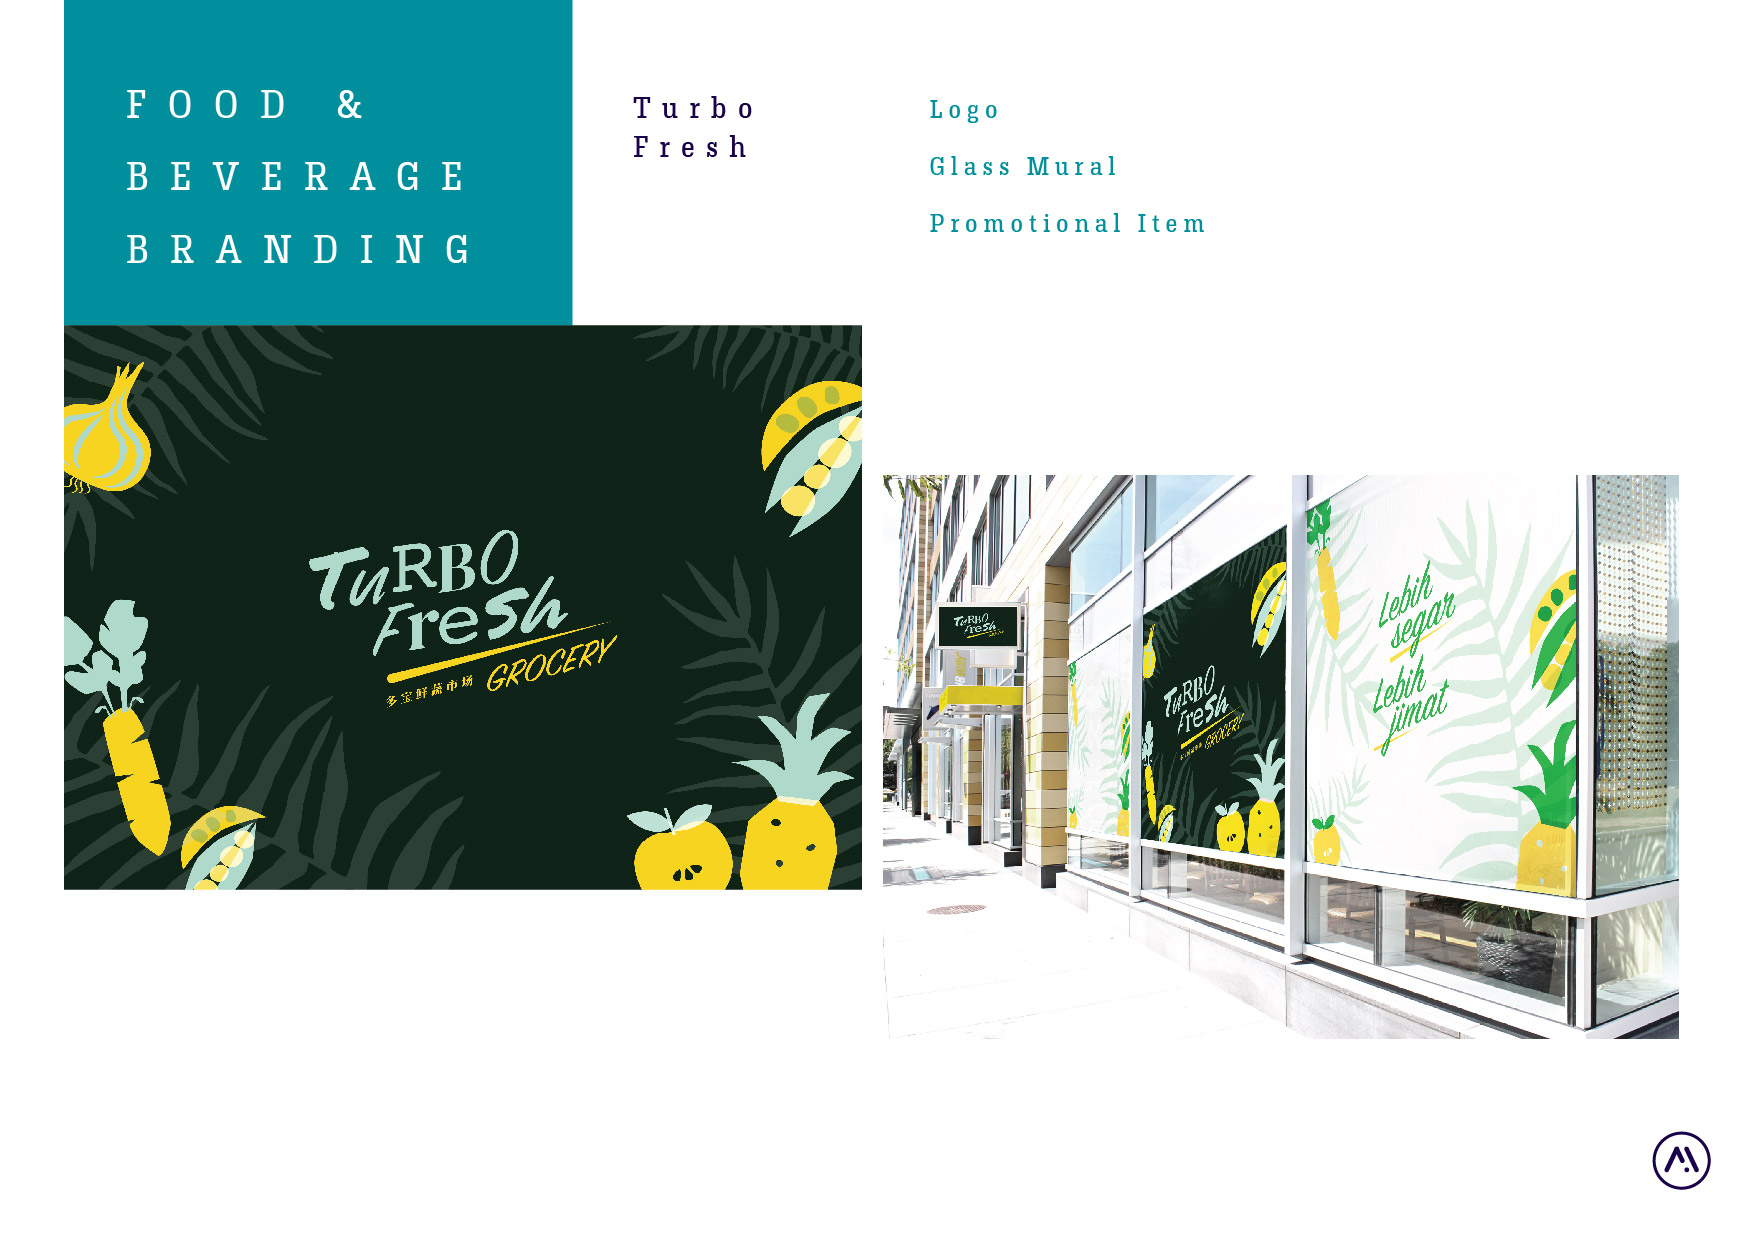 FOOD &
BEVERAGE
BRANDING
Turbo
Fresh
Logo
Glass Mural
Promotional Item
TuRBO
Fresh
GROCERY
多宝鲜蔬市场
TuRBO
Fresh
TuRBO
Fresh
GROCERY
Lebih
segar
Lebih
jimat